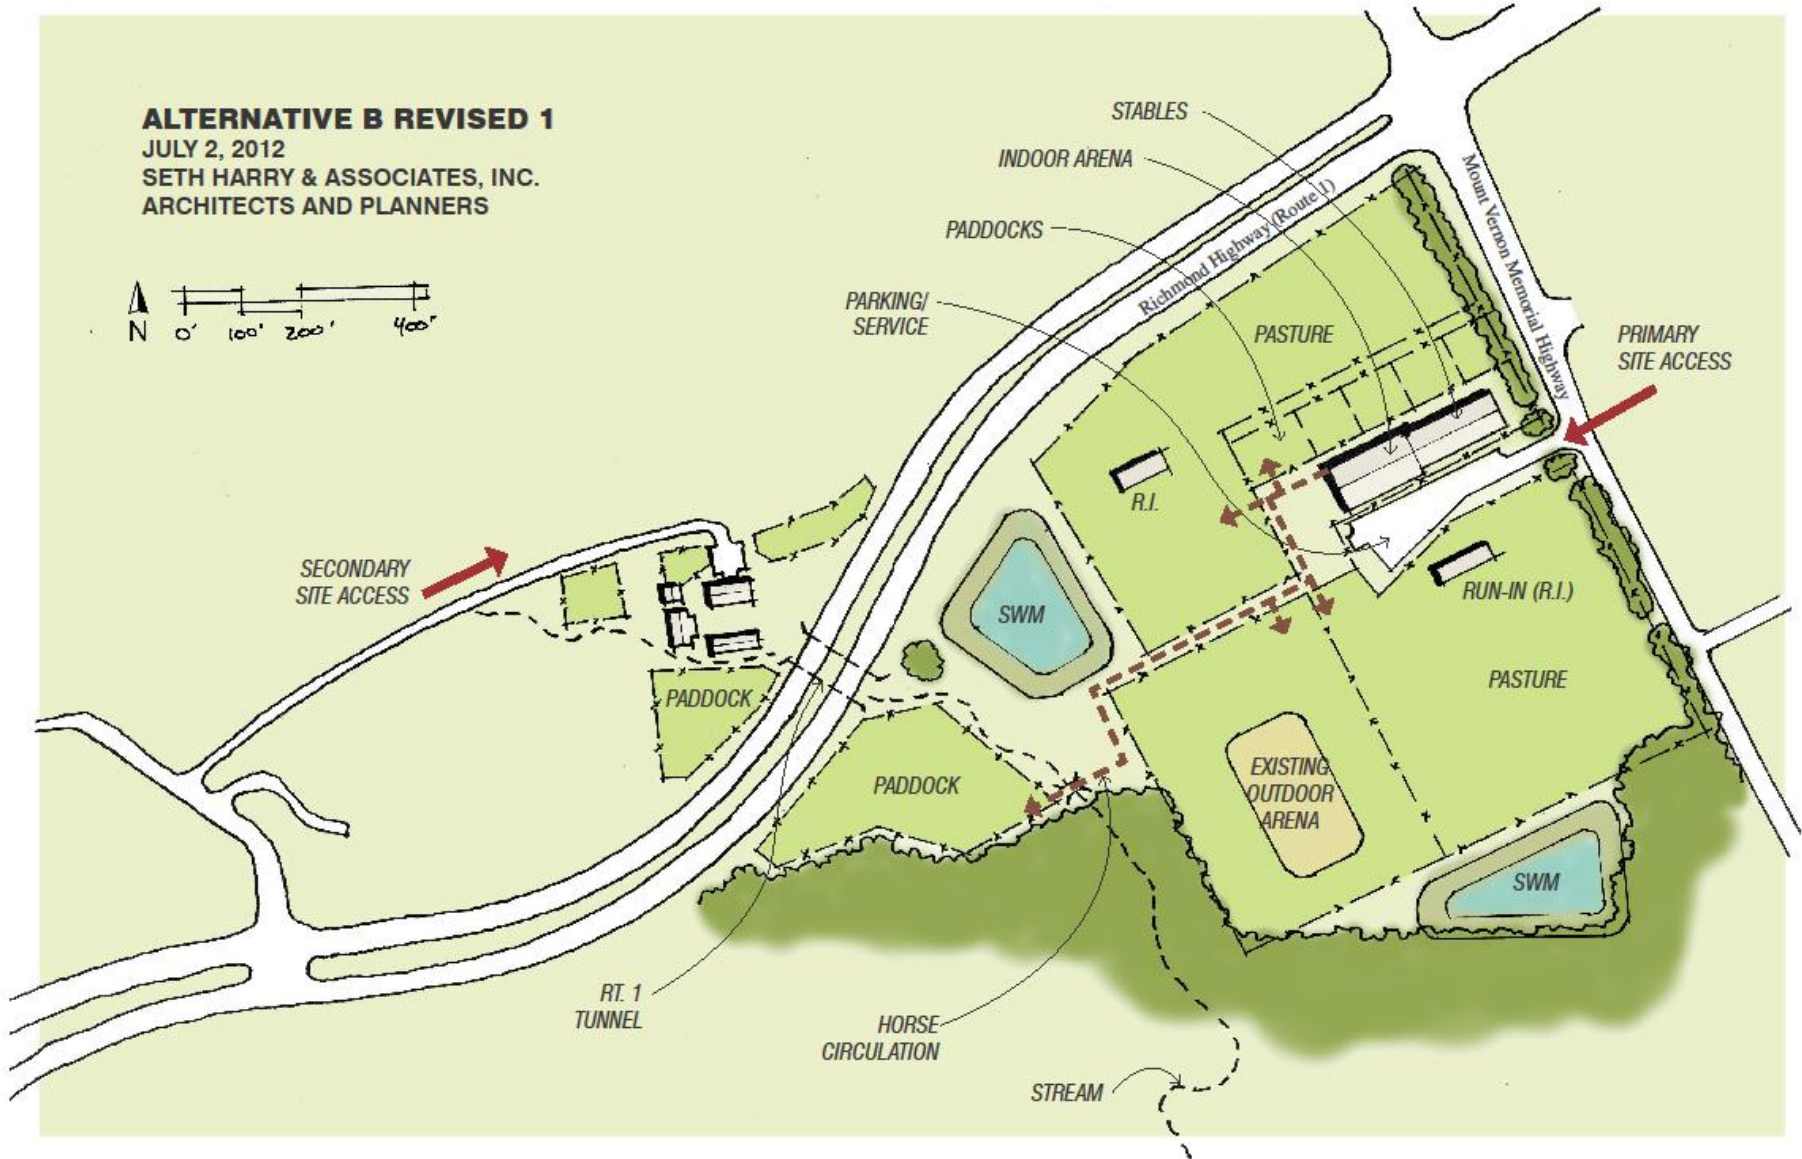 ALTERNATIVE B REVISED 1
JULY 2, 2012
SETH HARRY & ASSOCIATES, INC.
ARCHITECTS AND PLANNERS
N
0' 100' 200' 400'
STABLES
INDOOR ARENA
PADDOCKS
PARKING/
SERVICE
Richmond Highway (Route 1)
Mount Vernon Memorial Highway
PASTURE
PRIMARY
SITE ACCESS
R.I.
RUN-IN (R.I.)
SECONDARY
SITE ACCESS
SWM
PADDOCK
PASTURE
PADDOCK
EXISTING
OUTDOOR
ARENA
SWM
RT. 1
TUNNEL
HORSE
CIRCULATION
STREAM